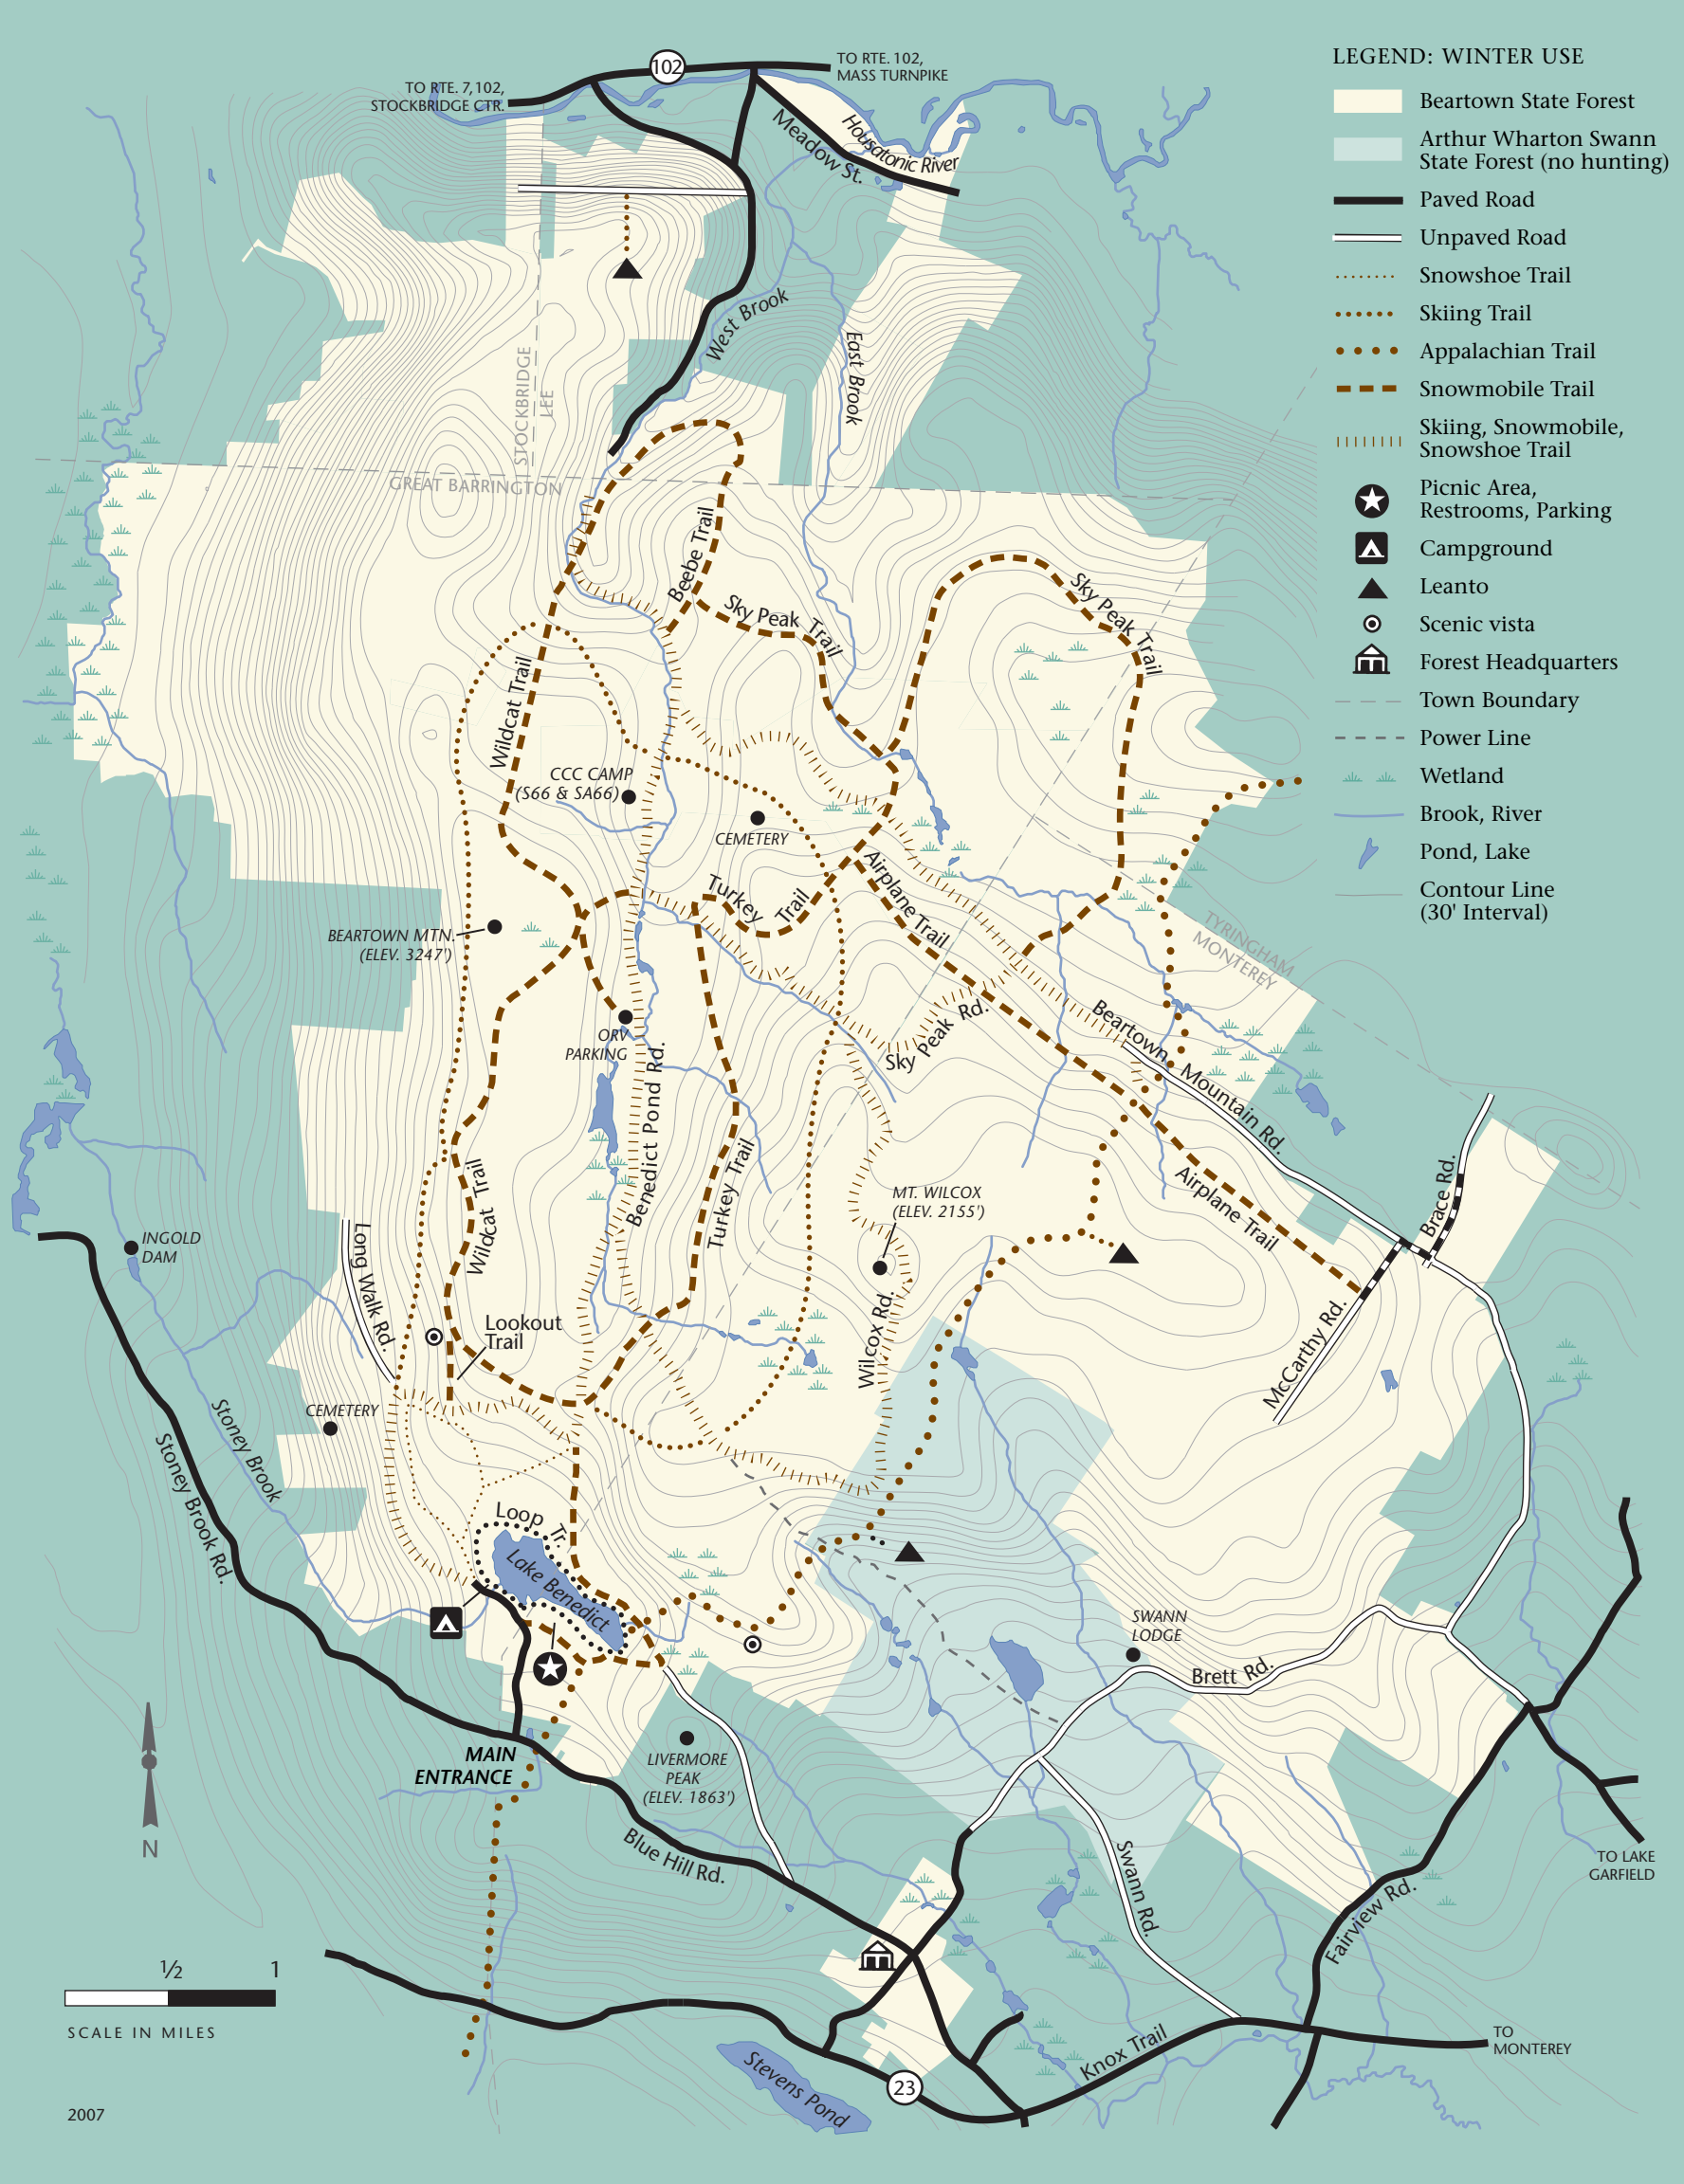 102
TO RTE. 102,
MASS TURNPIKE
TO RTE. 7,102,
STOCKBRIDGE CTR.
Meadow St.
Housatonic River
West Brook
East Brook
STOCKBRIDGE
LEE
GREAT BARRINGTON
Beebe Trail
Sky Peak Trail
Sky Peak Trail
Wildcat Trail
CCC CAMP
(S66 & SA66)
CEMETERY
Turkey Trail
Airplane Trail
BEARTOWN MTN.
(ELEV. 3247')
TYRINGHAM
MONTEREY
ORV
PARKING
Sky Peak Rd.
Beartown Mountain Rd.
Benedict Pond Rd.
Wildcat Trail
Turkey Trail
MT. WILCOX
(ELEV. 2155')
Airplane Trail
Brace Rd.
INGOLD
DAM
Long Walk Rd.
Lookout
Trail
Wilcox Rd.
McCarthy Rd.
CEMETERY
Stoney Brook
Stoney Brook Rd.
Loop Tr.
Lake Benedict
SWANN
LODGE
Brett Rd.
MAIN
ENTRANCE
LIVERMORE
PEAK
(ELEV. 1863')
N
Blue Hill Rd.
Swann Rd.
TO LAKE
GARFIELD
Fairview Rd.
½ 1
SCALE IN MILES
Knox Trail
TO
MONTEREY
Stevens Pond
23
2007
LEGEND: WINTER USE
Beartown State Forest
Arthur Wharton Swann
State Forest (no hunting)
Paved Road
Unpaved Road
Snowshoe Trail
Skiing Trail
Appalachian Trail
Snowmobile Trail
Skiing, Snowmobile,
Snowshoe Trail
Picnic Area,
Restrooms, Parking
Campground
Leanto
Scenic vista
Forest Headquarters
Town Boundary
Power Line
Wetland
Brook, River
Pond, Lake
Contour Line
(30' Interval)